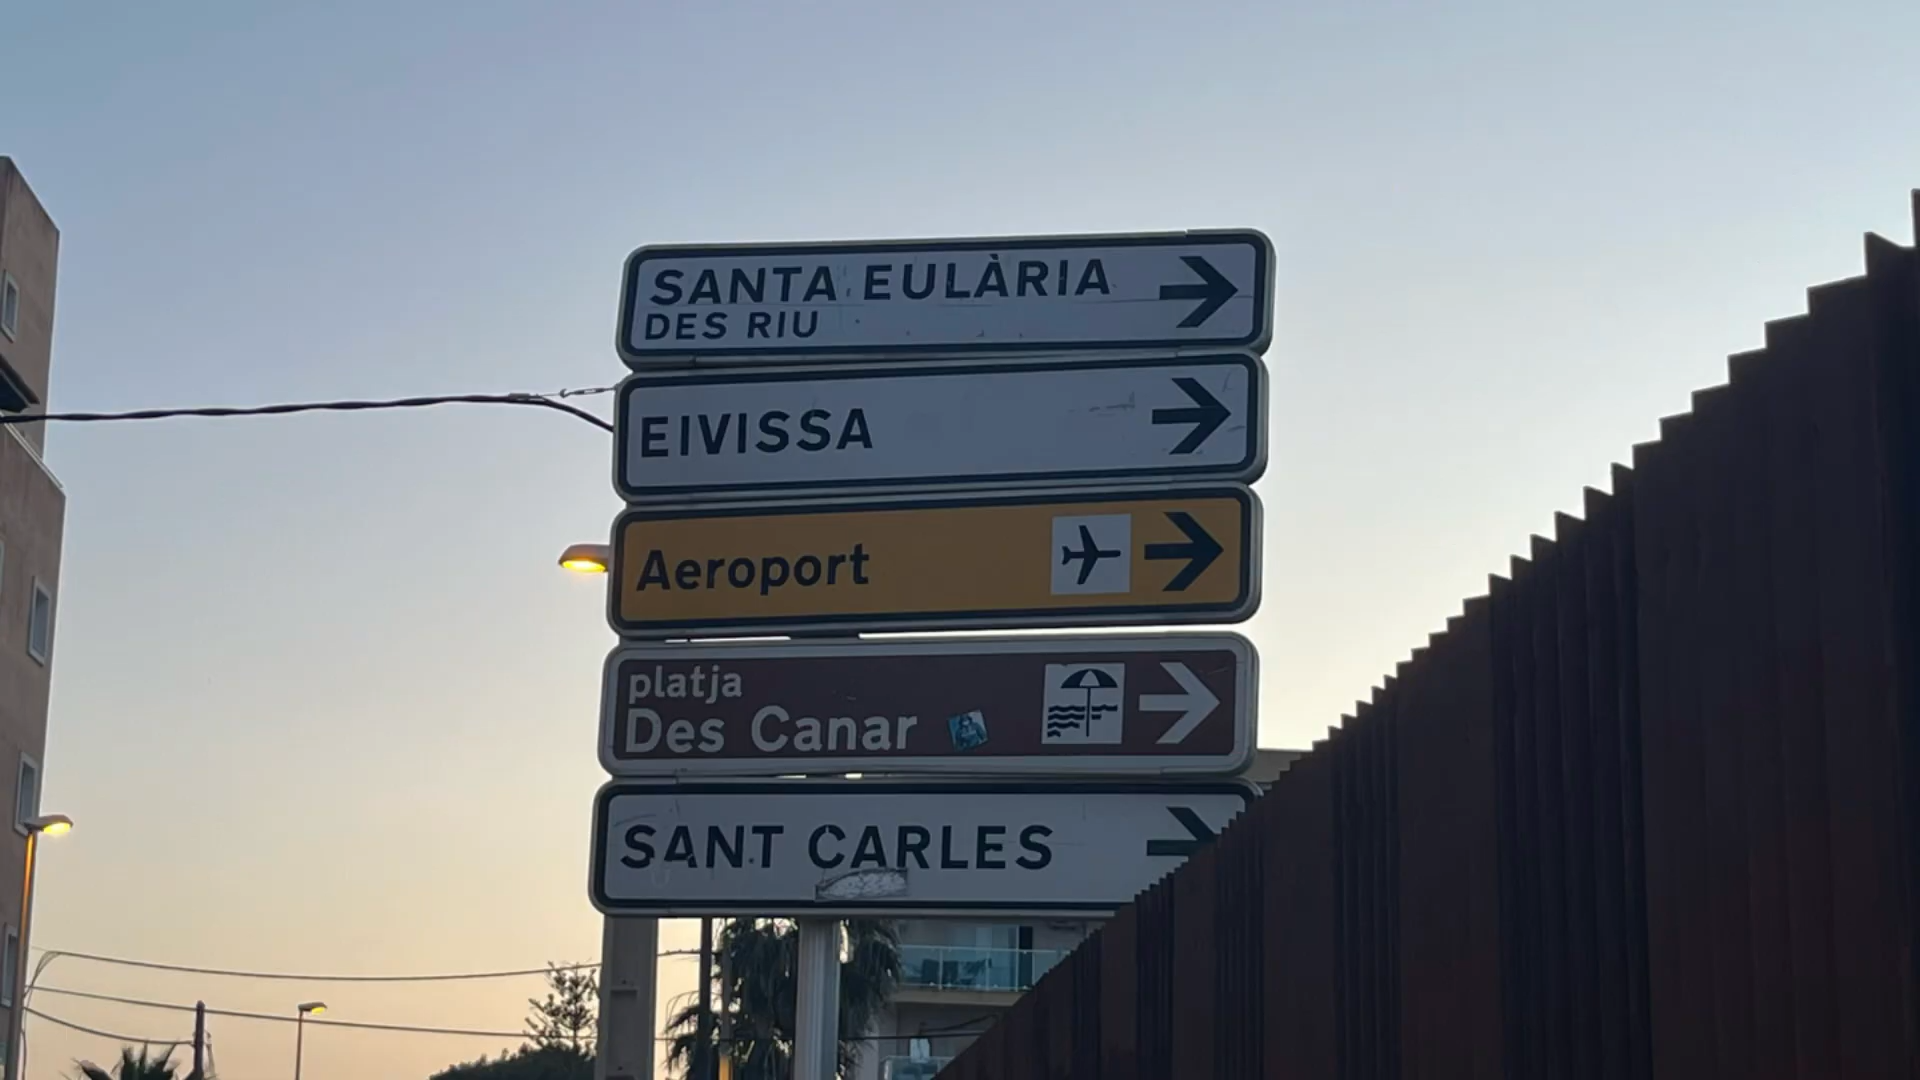 SANTA EULÀRIA
DES RIU
EIVISSA
Aeroport
platja
Des Canar
SANT CARLES